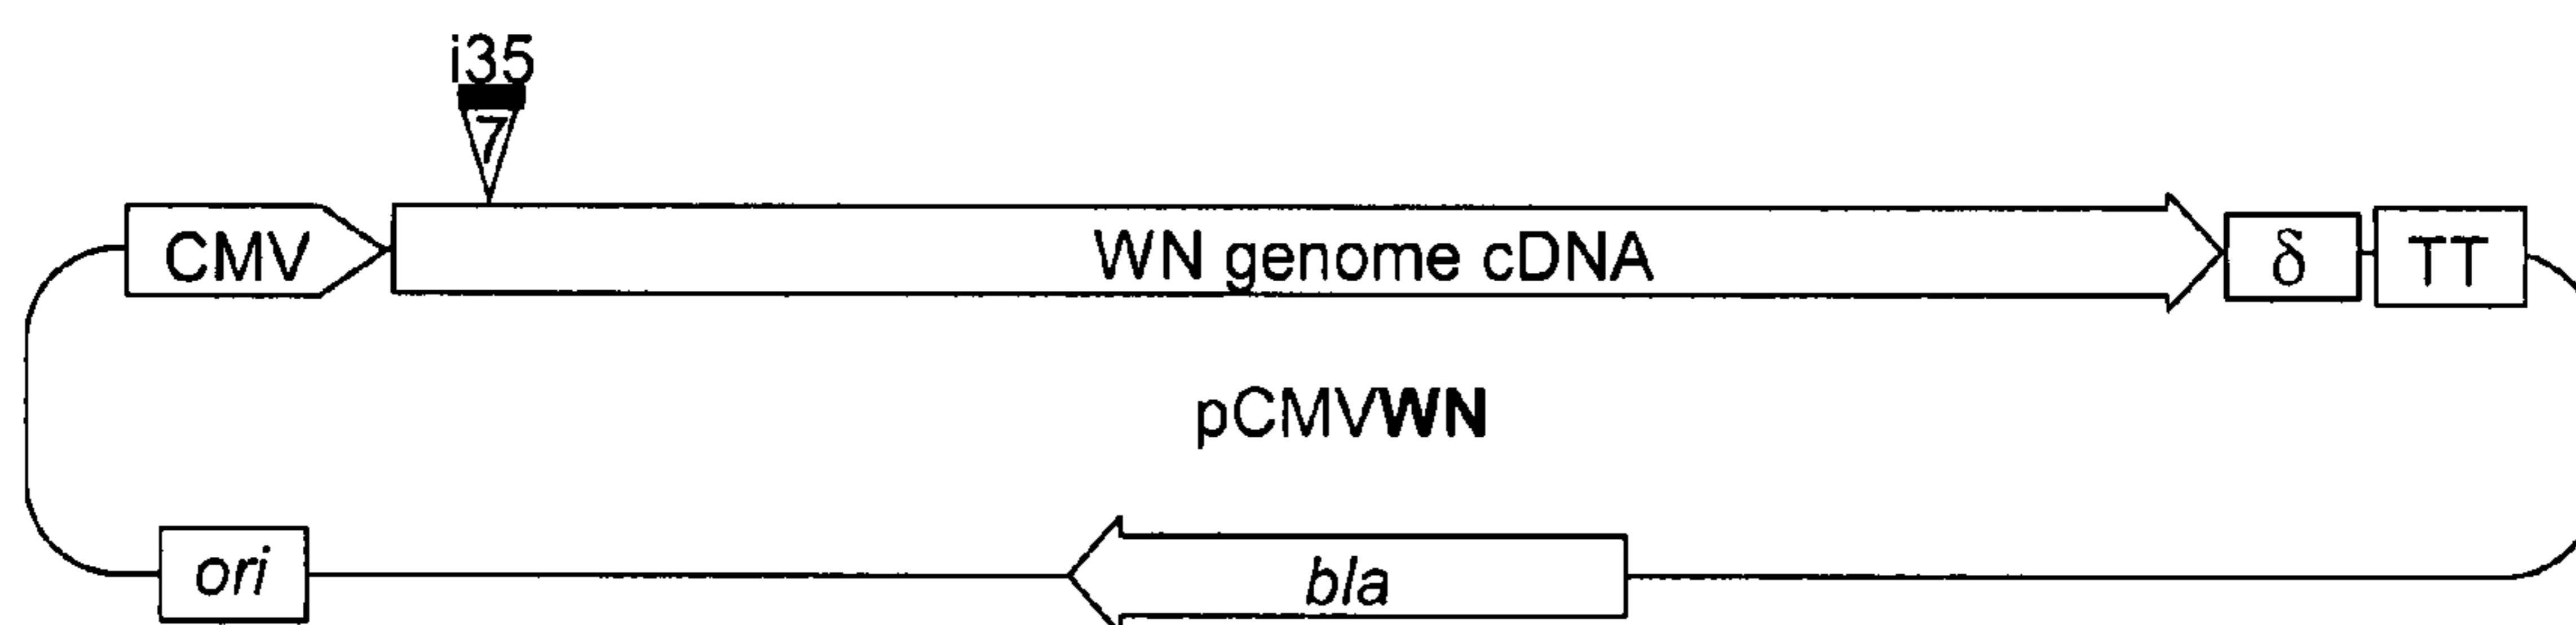 i35
7
CMV
WN genome cDNA
δ
TT
pCMVWN
ori
bla